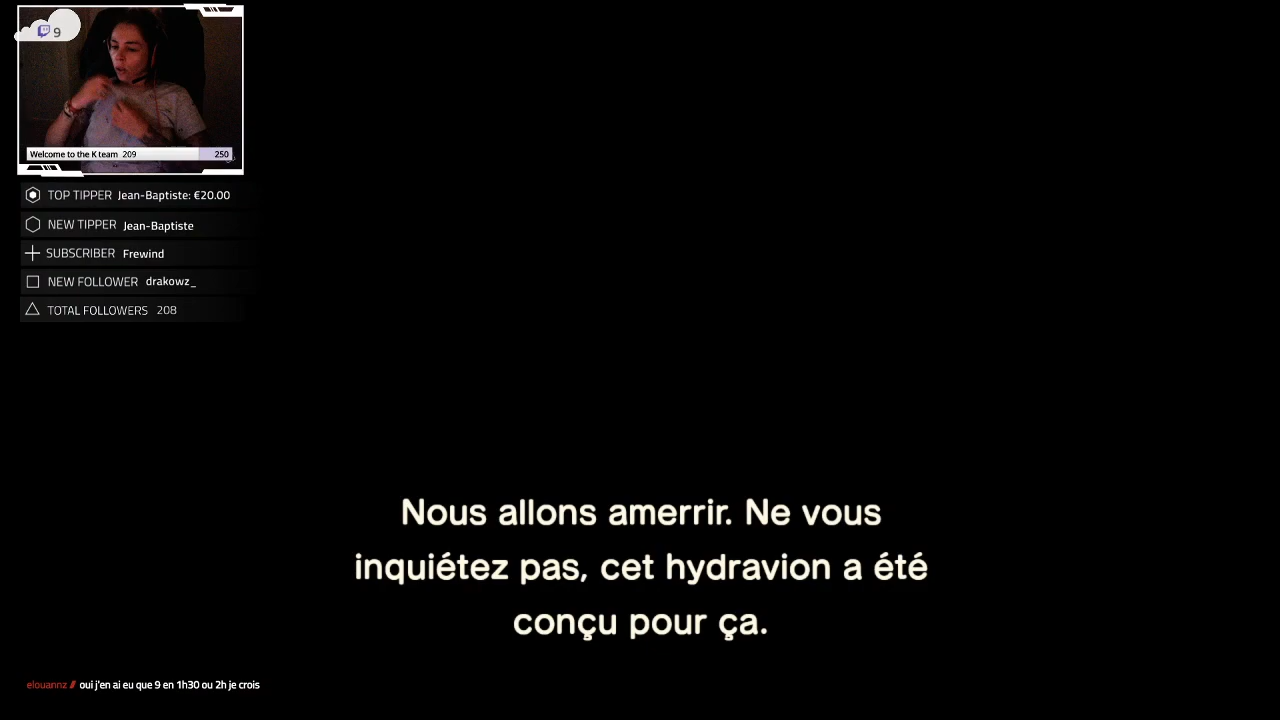 9
Welcome to the K team 209 250
TOP TIPPER Jean-Baptiste: €20.00
NEW TIPPER Jean-Baptiste
SUBSCRIBER Frewind
NEW FOLLOWER drakowz_
TOTAL FOLLOWERS 208
Nous allons amerrir. Ne vous
inquiétez pas, cet hydravion a été
conçu pour ça.
elouannz // oui j'en ai eu que 9 en 1h30 ou 2h je crois